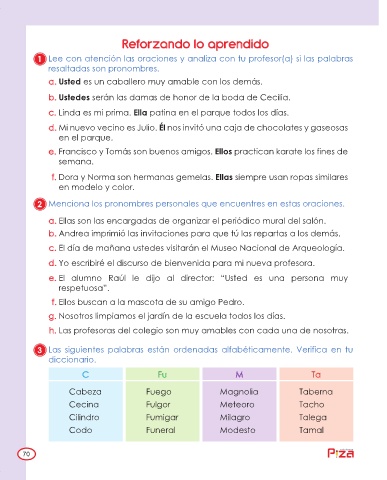 Reforzando lo aprendido
1 Lee con atención las oraciones y analiza con tu profesor(a) si las palabras
resaltadas son pronombres.
a. Usted es un caballero muy amable con los demás.
b. Ustedes serán las damas de honor de la boda de Cecilia.
c. Linda es mi prima. Ella patina en el parque todos los días.
d. Mi nuevo vecino es Julio. Él nos invitó una caja de chocolates y gaseosas
en el parque.
e. Francisco y Tomás son buenos amigos. Ellos practican karate los fines de
semana.
f. Dora y Norma son hermanas gemelas. Ellas siempre usan ropas similares
en modelo y color.
2 Menciona los pronombres personales que encuentres en estas oraciones.
a. Ellas son las encargadas de organizar el periódico mural del salón.
b. Andrea imprimió las invitaciones para que tú las repartas a los demás.
c. El día de mañana ustedes visitarán el Museo Nacional de Arqueología.
d. Yo escribiré el discurso de bienvenida para mi nueva profesora.
e. El alumno Raúl le dijo al director: “Usted es una persona muy
respetuosa”.
f. Ellos buscan a la mascota de su amigo Pedro.
g. Nosotros limpiamos el jardín de la escuela todos los días.
h. Las profesoras del colegio son muy amables con cada una de nosotras.
3 Las siguientes palabras están ordenadas alfabéticamente. Verifica en tu
diccionario.
C Fu M Ta
Cabeza Fuego Magnolia Taberna
Cecina Fulgor Meteoro Tacho
Cilindro Fumigar Milagro Talega
Codo Funeral Modesto Tamal
70 Piza